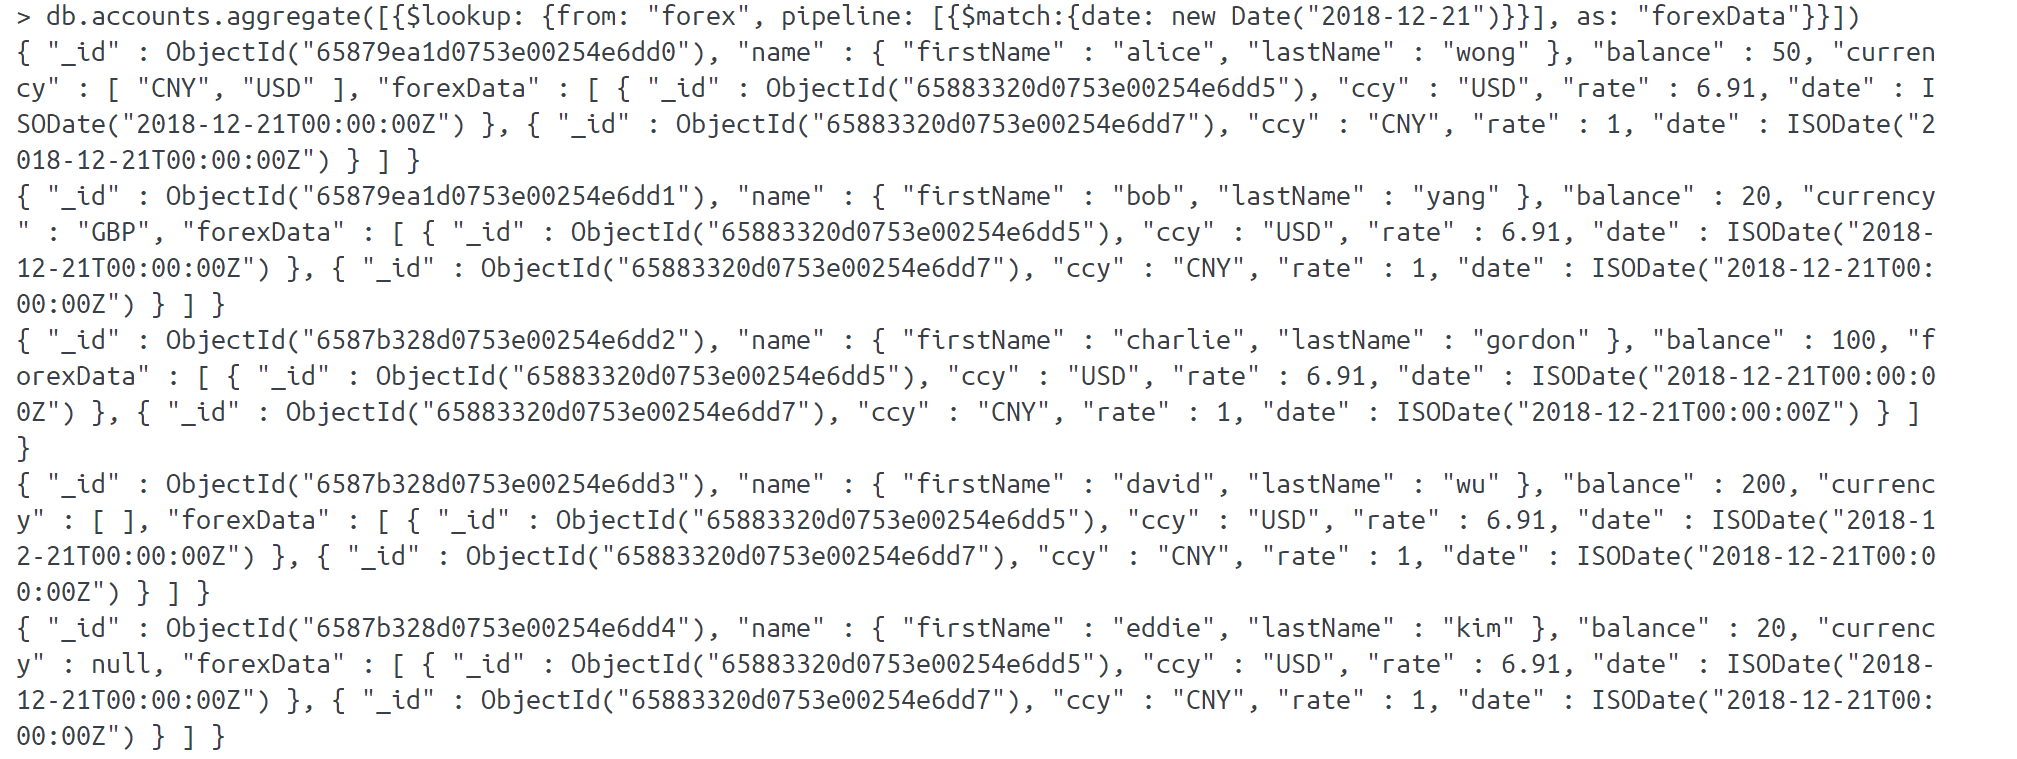 > db.accounts.aggregate([{$lookup: {from: "forex", pipeline: [{$match:{date: new Date("2018-12-21")}}], as: "forexData"}}])
{ "_id" : ObjectId("65879ea1d0753e00254e6dd0"), "name" : { "firstName" : "alice", "lastName" : "wong" }, "balance" : 50, "curren
cy" : [ "CNY", "USD" ], "forexData" : [ { "_id" : ObjectId("65883320d0753e00254e6dd5"), "ccy" : "USD", "rate" : 6.91, "date" : I
SODate("2018-12-21T00:00:00Z") }, { "_id" : ObjectId("65883320d0753e00254e6dd7"), "ccy" : "CNY", "rate" : 1, "date" : ISODate("2
018-12-21T00:00:00Z") } ] }
{ "_id" : ObjectId("65879ea1d0753e00254e6dd1"), "name" : { "firstName" : "bob", "lastName" : "yang" }, "balance" : 20, "currency
" : "GBP", "forexData" : [ { "_id" : ObjectId("65883320d0753e00254e6dd5"), "ccy" : "USD", "rate" : 6.91, "date" : ISODate("2018-
12-21T00:00:00Z") }, { "_id" : ObjectId("65883320d0753e00254e6dd7"), "ccy" : "CNY", "rate" : 1, "date" : ISODate("2018-12-21T00:
00:00Z") } ] }
{ "_id" : ObjectId("6587b328d0753e00254e6dd2"), "name" : { "firstName" : "charlie", "lastName" : "gordon" }, "balance" : 100, "f
orexData" : [ { "_id" : ObjectId("65883320d0753e00254e6dd5"), "ccy" : "USD", "rate" : 6.91, "date" : ISODate("2018-12-21T00:00:0
0Z") }, { "_id" : ObjectId("65883320d0753e00254e6dd7"), "ccy" : "CNY", "rate" : 1, "date" : ISODate("2018-12-21T00:00:00Z") } ]
}
{ "_id" : ObjectId("6587b328d0753e00254e6dd3"), "name" : { "firstName" : "david", "lastName" : "wu" }, "balance" : 200, "currenc
y" : [ ], "forexData" : [ { "_id" : ObjectId("65883320d0753e00254e6dd5"), "ccy" : "USD", "rate" : 6.91, "date" : ISODate("2018-1
2-21T00:00:00Z") }, { "_id" : ObjectId("65883320d0753e00254e6dd7"), "ccy" : "CNY", "rate" : 1, "date" : ISODate("2018-12-21T00:0
0:00Z") } ] }
{ "_id" : ObjectId("6587b328d0753e00254e6dd4"), "name" : { "firstName" : "eddie", "lastName" : "kim" }, "balance" : 20, "currenc
y" : null, "forexData" : [ { "_id" : ObjectId("65883320d0753e00254e6dd5"), "ccy" : "USD", "rate" : 6.91, "date" : ISODate("2018-
12-21T00:00:00Z") }, { "_id" : ObjectId("65883320d0753e00254e6dd7"), "ccy" : "CNY", "rate" : 1, "date" : ISODate("2018-12-21T00:
00:00Z") } ] }